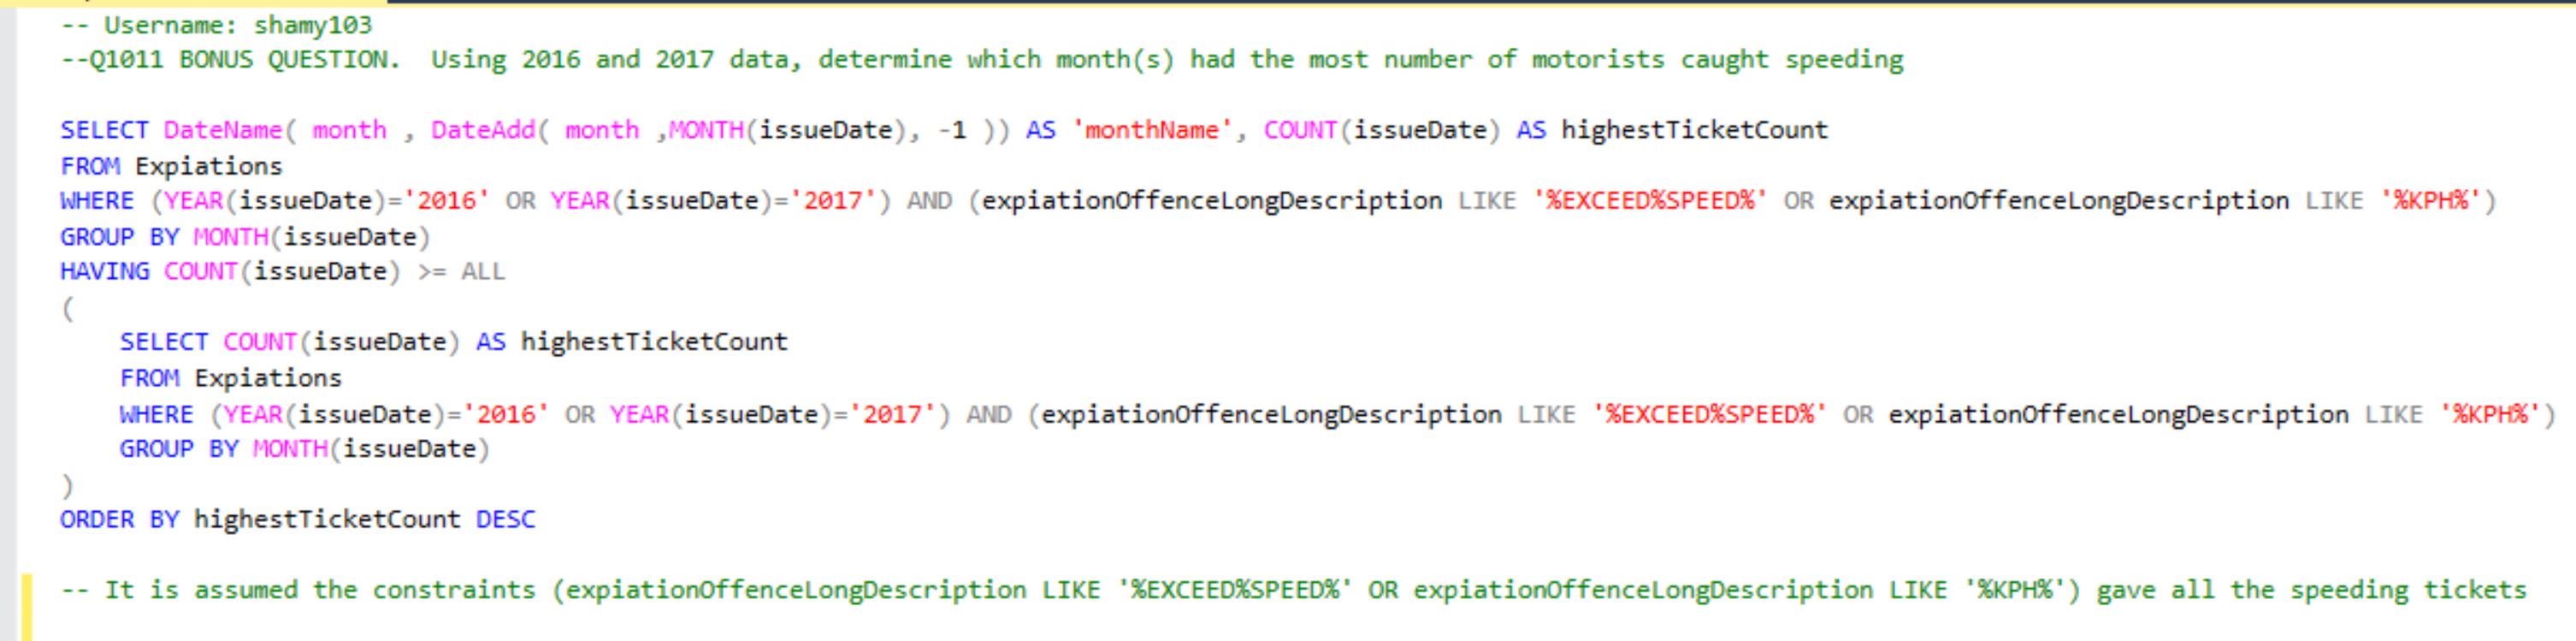 -- Username: shamy103
--Q1011 BONUS QUESTION.  Using 2016 and 2017 data, determine which month(s) had the most number of motorists caught speeding
SELECT DateName( month , DateAdd( month ,MONTH(issueDate), -1 )) AS 'monthName', COUNT(issueDate) AS highestTicketCount
FROM Expiations
WHERE (YEAR(issueDate)='2016' OR YEAR(issueDate)='2017') AND (expiationOffenceLongDescription LIKE '%EXCEED%SPEED%' OR expiationOffenceLongDescription LIKE '%KPH%')
GROUP BY MONTH(issueDate)
HAVING COUNT(issueDate) >= ALL
(
    SELECT COUNT(issueDate) AS highestTicketCount
    FROM Expiations
    WHERE (YEAR(issueDate)='2016' OR YEAR(issueDate)='2017') AND (expiationOffenceLongDescription LIKE '%EXCEED%SPEED%' OR expiationOffenceLongDescription LIKE '%KPH%')
    GROUP BY MONTH(issueDate)
)
ORDER BY highestTicketCount DESC
-- It is assumed the constraints (expiationOffenceLongDescription LIKE '%EXCEED%SPEED%' OR expiationOffenceLongDescription LIKE '%KPH%') gave all the speeding tickets